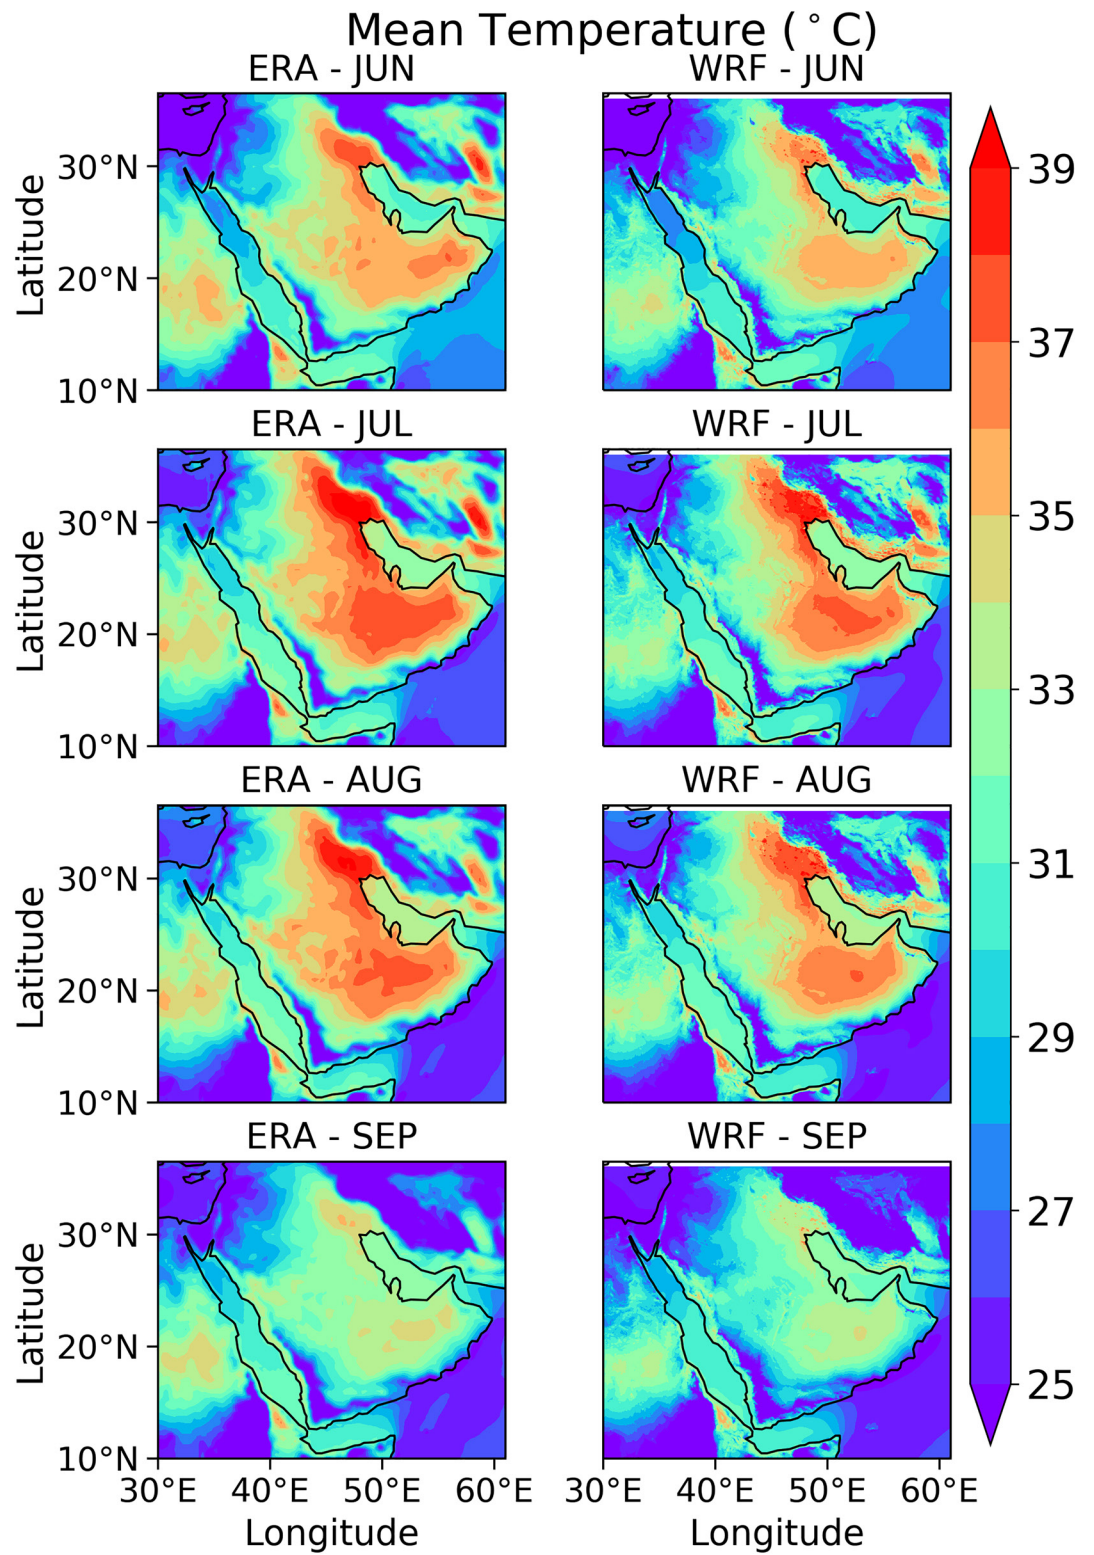 Mean Temperature (°C)
ERA - JUN
WRF - JUN
Latitude
30°N
20°N
10°N
ERA - JUL
WRF - JUL
Latitude
30°N
20°N
10°N
ERA - AUG
WRF - AUG
Latitude
30°N
20°N
10°N
ERA - SEP
WRF - SEP
Latitude
30°N
20°N
10°N
30°E 40°E 50°E 60°E
30°E 40°E 50°E 60°E
Longitude
Longitude
39
37
35
33
31
29
27
25